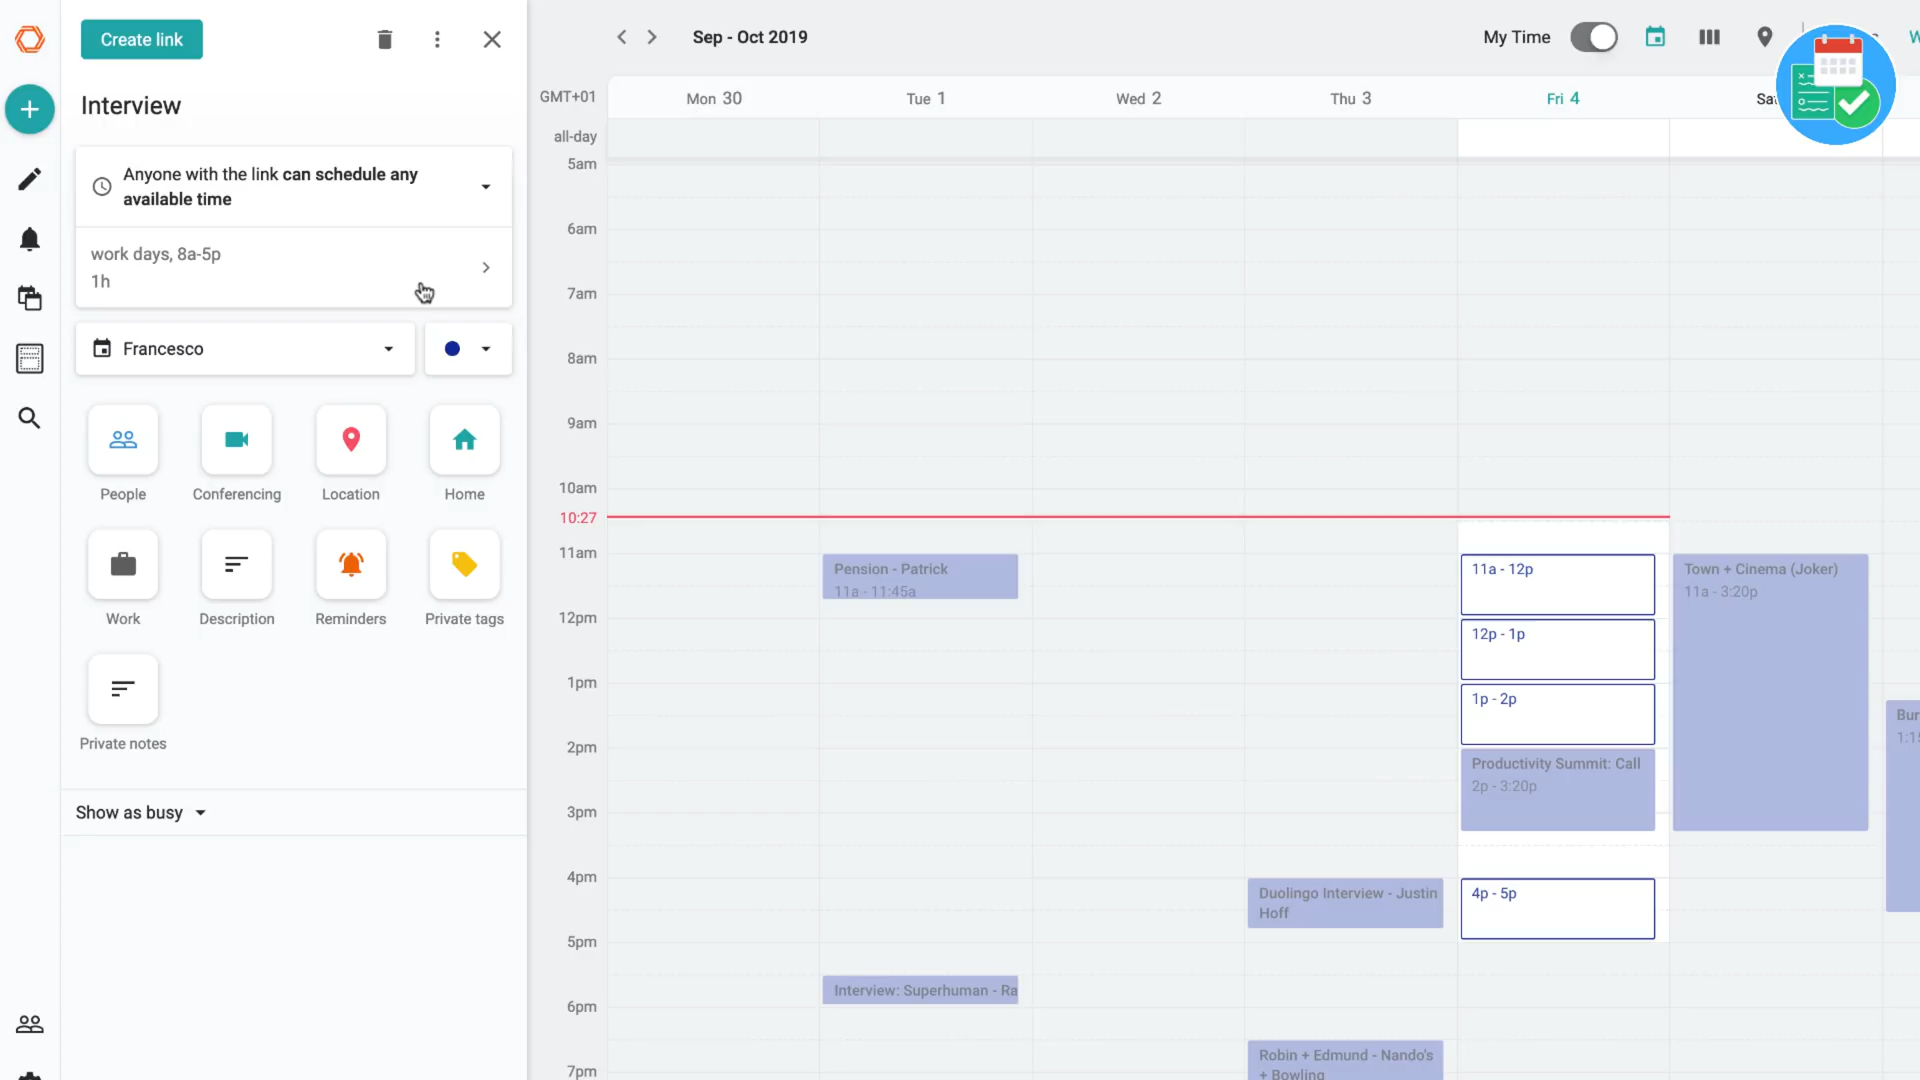 Create link
Interview
Anyone with the link can schedule any
available time
work days, 8a-5p
1h
Francesco
People
Conferencing
Location
Home
Work
Description
Reminders
Private tags
Private notes
Show as busy
Sep - Oct 2019
My Time
GMT+01
Mon 30
Tue 1
Wed 2
Thu 3
Fri 4
all-day
5am
6am
7am
8am
9am
10am
10:27
11am
12pm
1pm
2pm
3pm
4pm
5pm
6pm
7pm
Pension - Patrick
11a - 11:45a
Interview: Superhuman - Ra
Duolingo Interview - Justin
Hoff
Robin + Edmund - Nando's
+ Bowling
11a - 12p
12p - 1p
1p - 2p
Productivity Summit: Call
2p - 3:20p
4p - 5p
Town + Cinema (Joker)
11a - 3:20p